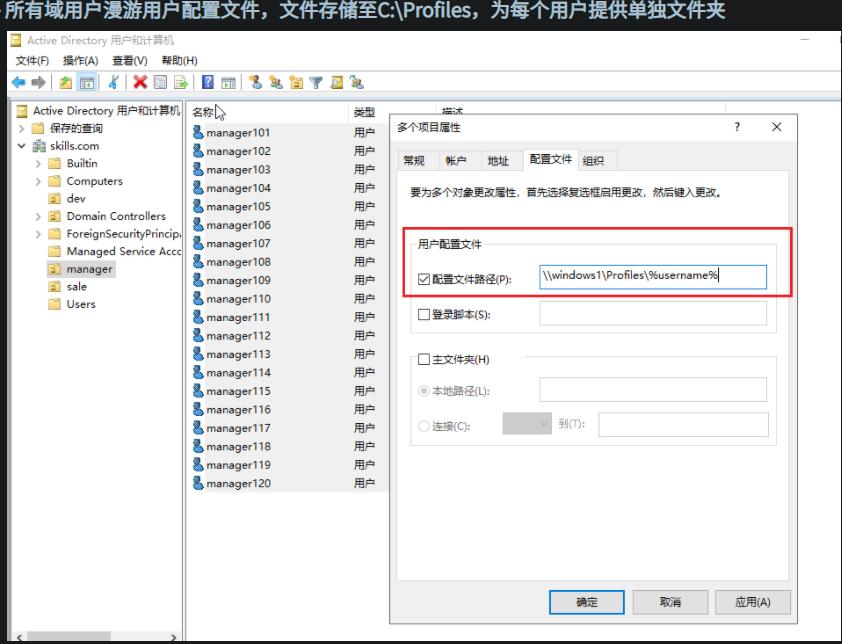 所有域用户漫游用户配置文件，文件存储至C:\Profiles，为每个用户提供单独文件夹
Active Directory 用户和计算机
文件(F) 操作(A) 查看(V) 帮助(H)
Active Directory 用户和计算机
保存的查询
skills.com
Builtin
Computers
dev
Domain Controllers
ForeignSecurityPrincipa
Managed Service Acco
manager
sale
Users
名称 类型 描述
manager101 用户
manager102 用户
manager103 用户
manager104 用户
manager105 用户
manager106 用户
manager107 用户
manager108 用户
manager109 用户
manager110 用户
manager111 用户
manager112 用户
manager113 用户
manager114 用户
manager115 用户
manager116 用户
manager117 用户
manager118 用户
manager119 用户
manager120 用户
多个项目属性 ?
常规 帐户 地址 配置文件 组织
要为多个对象更改属性，首先选择复选框启用更改，然后键入更改。
用户配置文件
配置文件路径(P): \\windows1\Profiles\%username%
登录脚本(S):
主文件夹(H)
本地路径(L):
连接(C): 到(T):
确定 取消 应用(A)